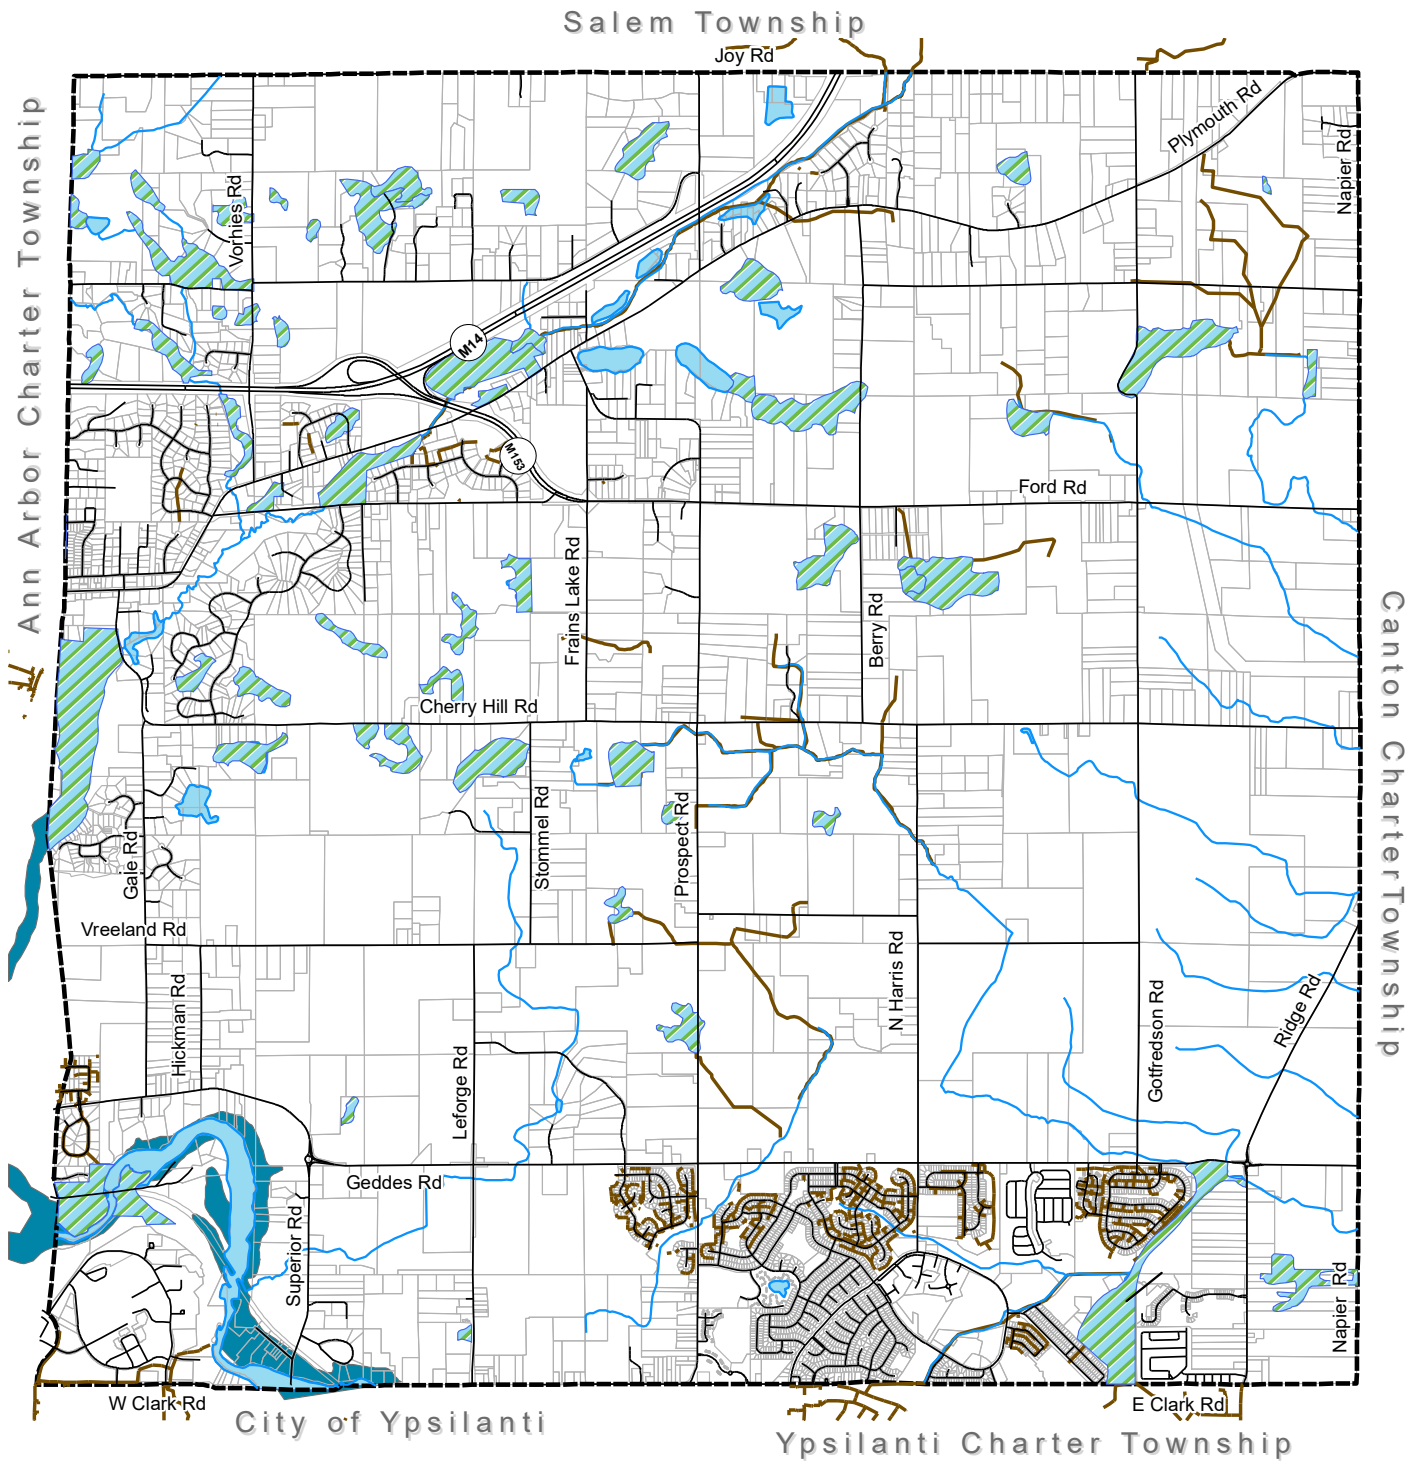 Salem Township
Joy Rd
Plymouth Rd
Napier Rd
Ann Arbor Charter Township
Vorhies Rd
M14
M153
Ford Rd
Frains Lake Rd
Berry Rd
Canton CharterTownship
Cherry Hill Rd
Stommel Rd
Prospect Rd
Gale Rd
Vreeland Rd
N Harris Rd
Hickman Rd
Gotfredson Rd
Ridge Rd
Leforge Rd
Geddes Rd
Superior Rd
Napier Rd
W Clark Rd
E Clark Rd
City of Ypsilanti
Ypsilanti Charter Township